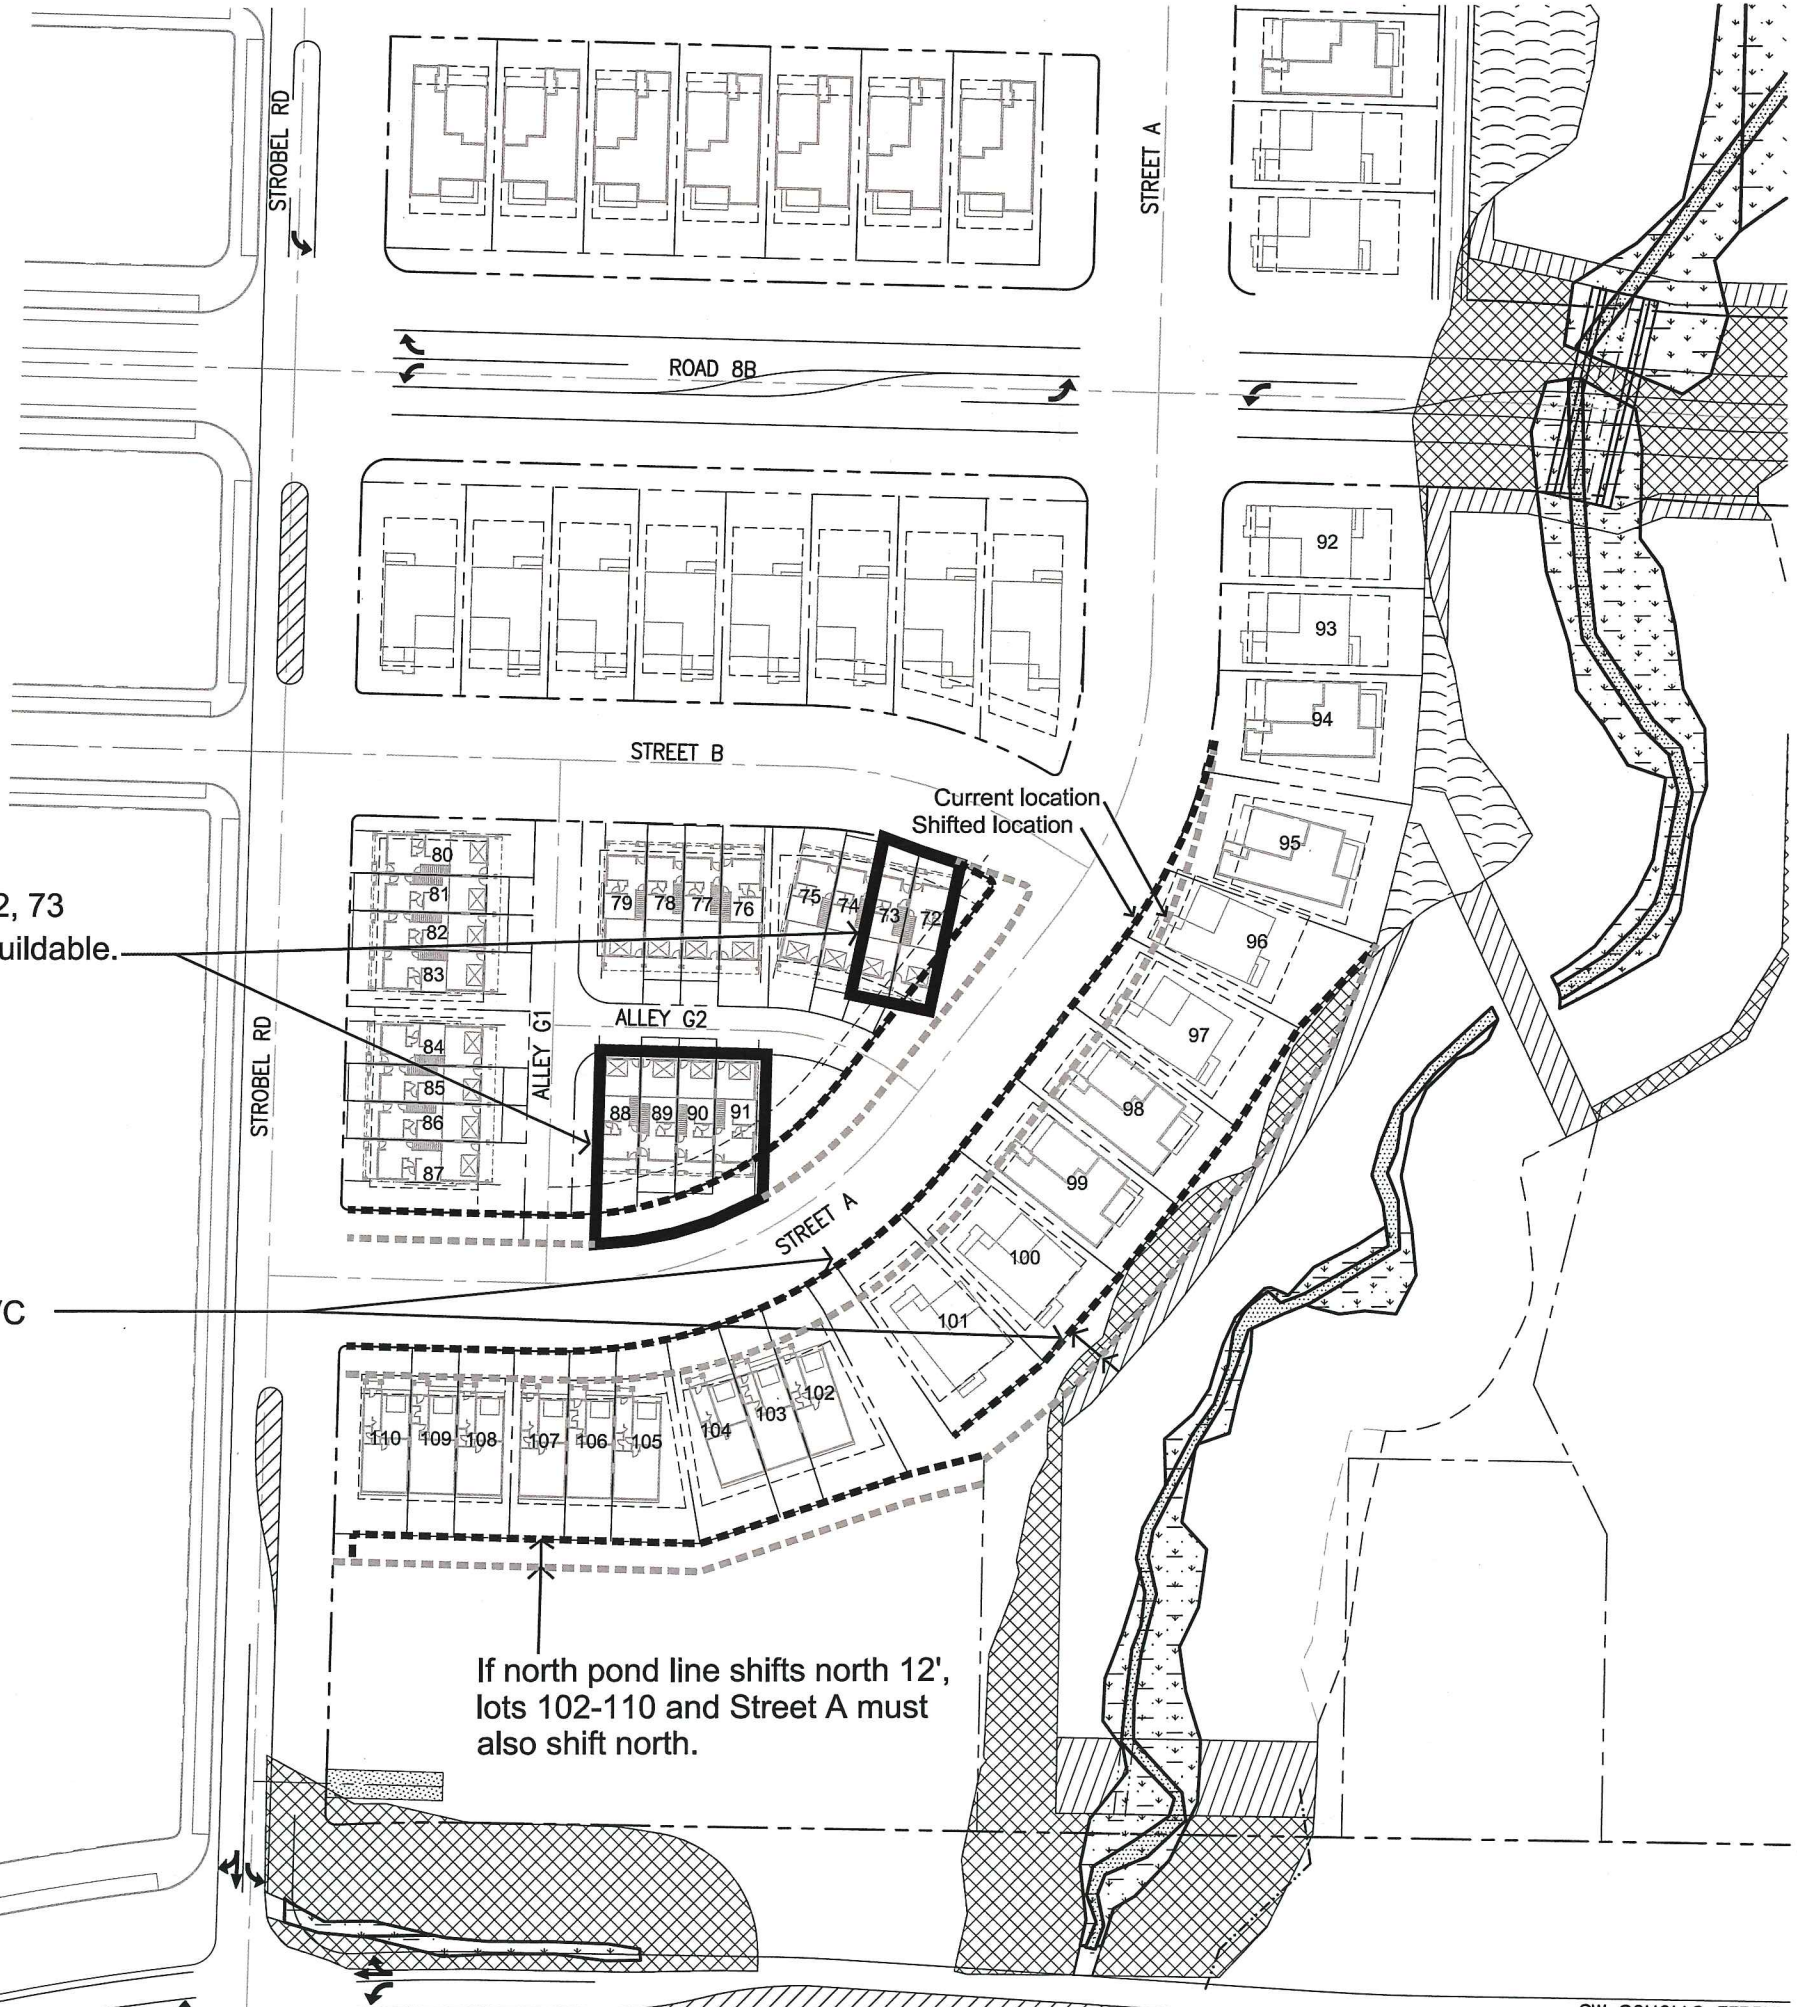 STROBEL RD
STREET A
ROAD 8B
92
93
94
STREET B
Current location
Shifted location
95
80
81
82
83
79
78
77
76
75
74
73
72
2, 73
uildable.
96
97
98
99
100
101
ALLEY G2
ALLEY G1
STROBEL RD
84
85
86
87
88
89
90
91
STREET A
/C
110
109
108
107
106
105
104
103
102
If north pond line shifts north 12',
lots 102-110 and Street A must
also shift north.